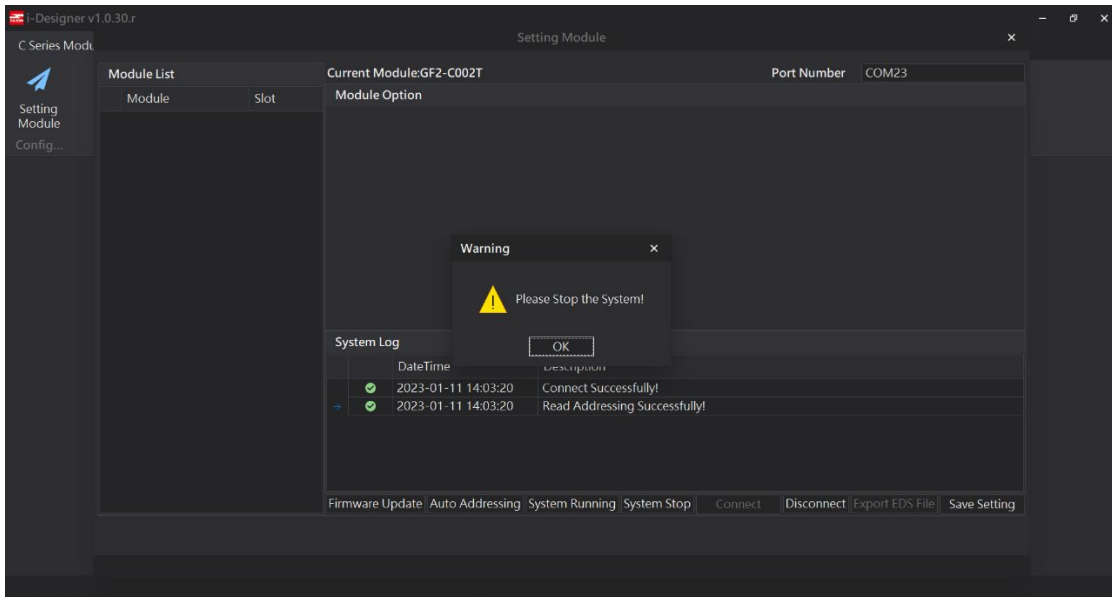 i-Designer v1.0.30.r
Setting Module
C Series Modu
Setting
Module
Config...
Module List
Module Slot
Current Module:GF2-C002T
Port Number COM23
Module Option
Warning
Please Stop the System!
OK
System Log
DateTime Description
2023-01-11 14:03:20 Connect Successfully!
2023-01-11 14:03:20 Read Addressing Successfully!
Firmware Update Auto Addressing System Running System Stop Connect Disconnect Export EDS File Save Setting